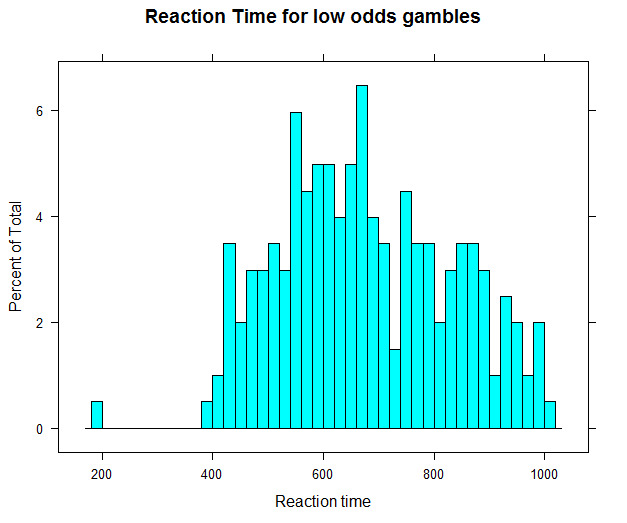 Reaction Time for low odds gambles
Percent of Total
6
4
2
0
200 400 600 800 1000
Reaction time